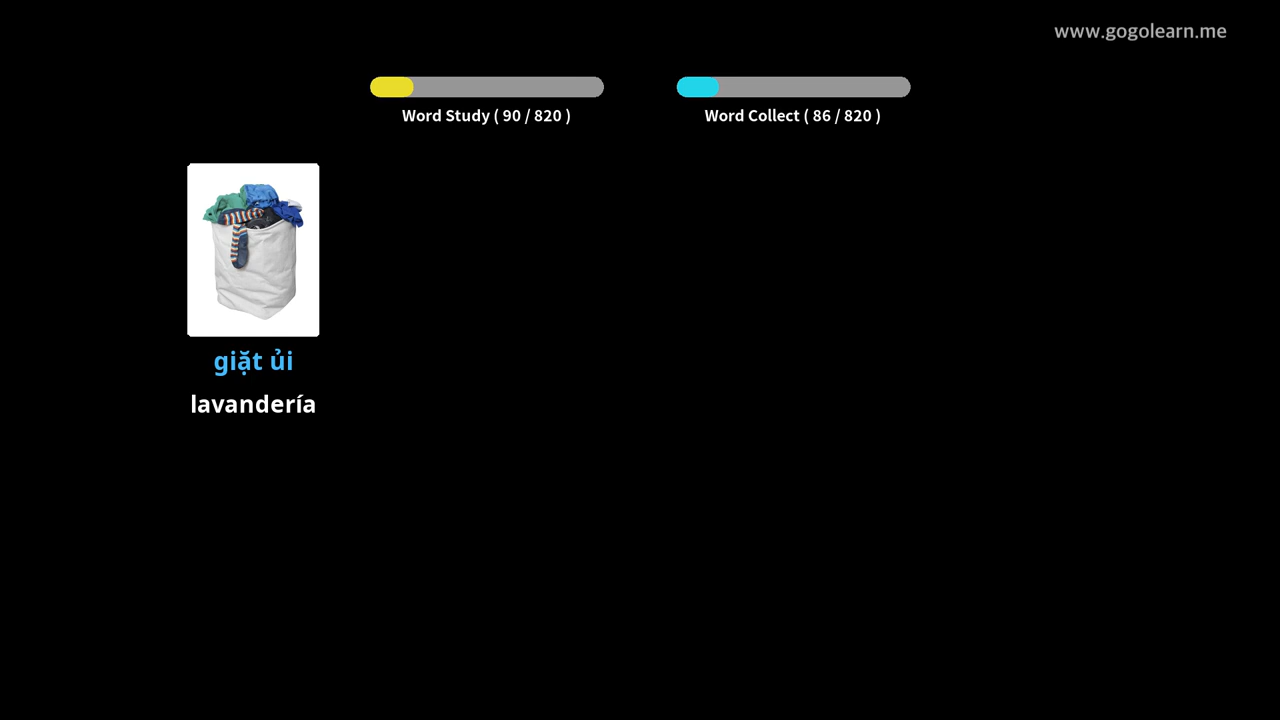 www.gogolearn.me
Word Study ( 90 / 820 )
Word Collect ( 86 / 820 )
giặt ủi
lavandería